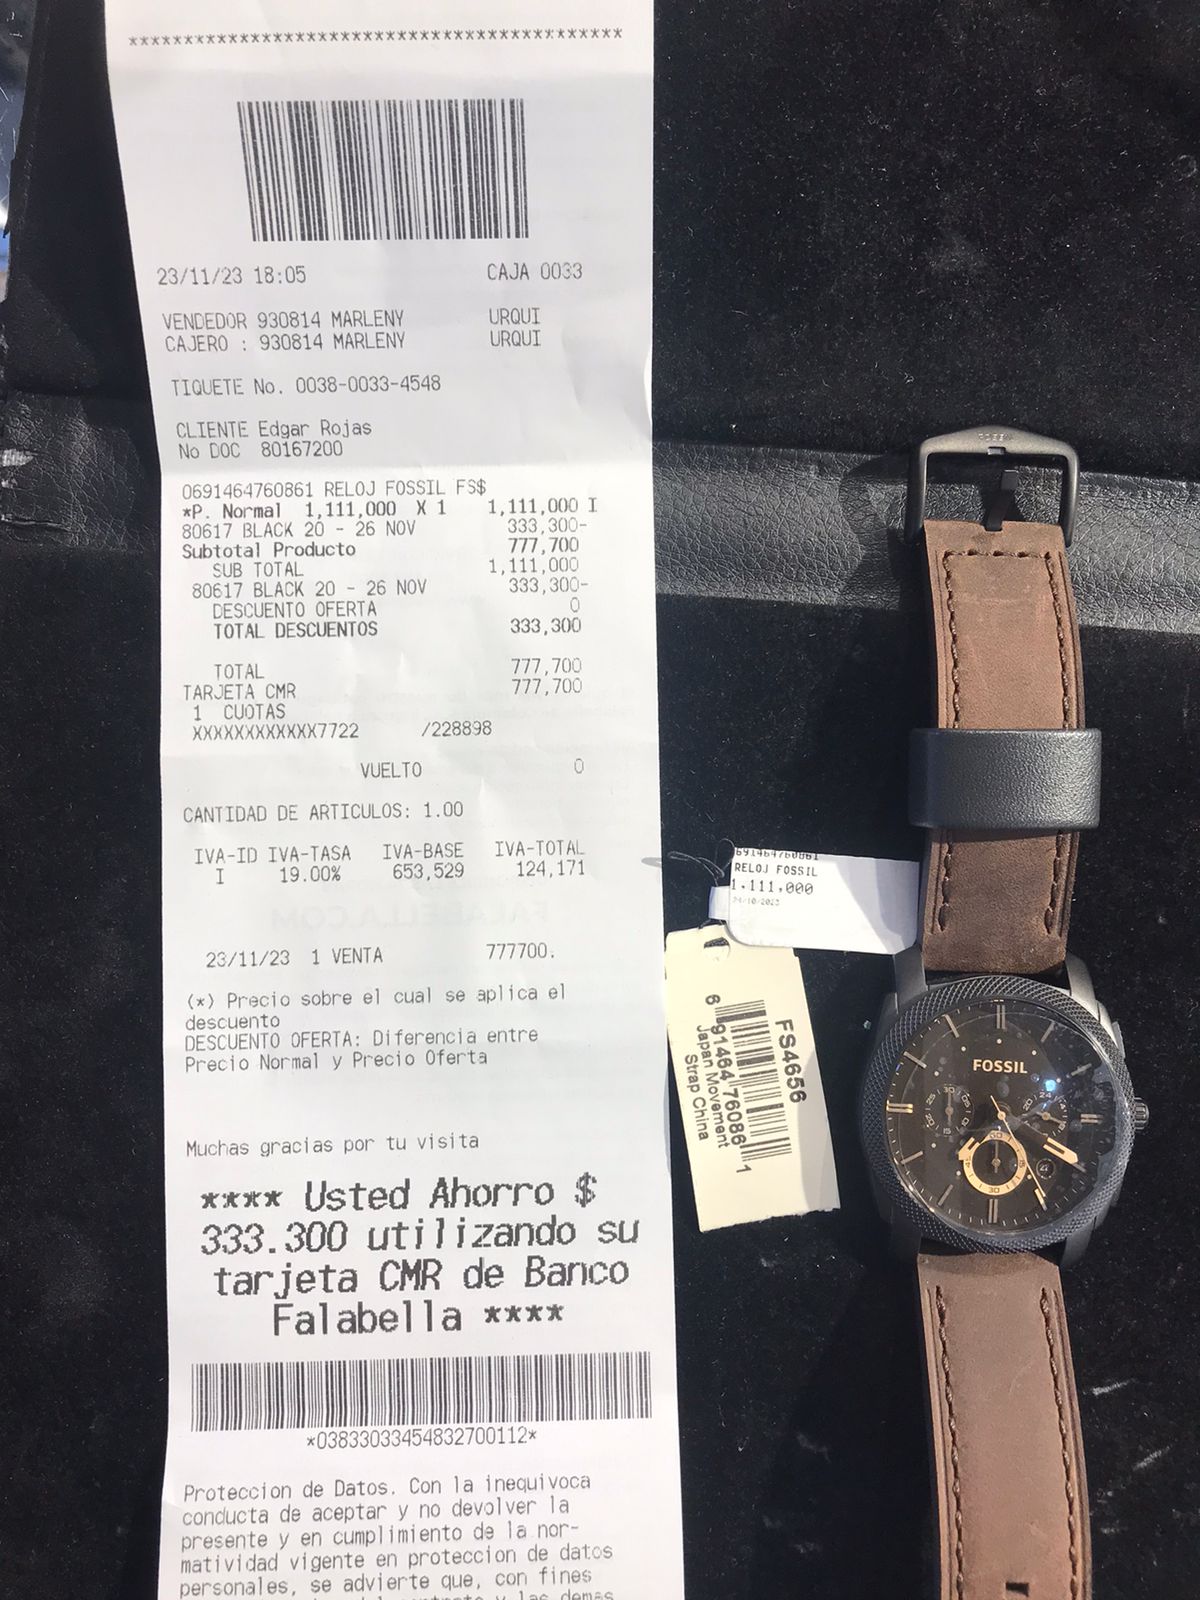 ******************************************
23/11/23 18:05 CAJA 0033
VENDEDOR 930814 MARLENY URQUI
CAJERO : 930814 MARLENY URQUI
TIQUETE No. 0038-0033-4548
CLIENTE Edgar Rojas
No DOC 80167200
0691464760861 RELOJ FOSSIL FS$
*P. Normal 1,111,000 X 1 1,111,000 I
80617 BLACK 20 - 26 NOV 333,300-
Subtotal Producto 777,700
SUB TOTAL 1,111,000
80617 BLACK 20 - 26 NOV 333,300-
DESCUENTO OFERTA 0
TOTAL DESCUENTOS 333,300
TOTAL 777,700
TARJETA CMR 777,700
1 CUOTAS
XXXXXXXXXXXX7722 /228898
VUELTO 0
CANTIDAD DE ARTICULOS: 1.00
IVA-ID IVA-TASA IVA-BASE IVA-TOTAL
I 19.00% 653,529 124,171
23/11/23 1 VENTA 777700.
(*) Precio sobre el cual se aplica el
descuento
DESCUENTO OFERTA: Diferencia entre
Precio Normal y Precio Oferta
Muchas gracias por tu visita
**** Usted Ahorro $
333.300 utilizando su
tarjeta CMR de Banco
Falabella ****
*03833033454832700112*
Proteccion de Datos. Con la inequivoca
conducta de aceptar y no devolver la
presente y en cumplimiento de la nor-
matividad vigente en proteccion de datos
personales, se advierte que, con fines
691464760861
RELOJ FOSSIL
1,111,000
FS4656
6 91464 76086 1
Japan Movement
Strap China
FOSSIL